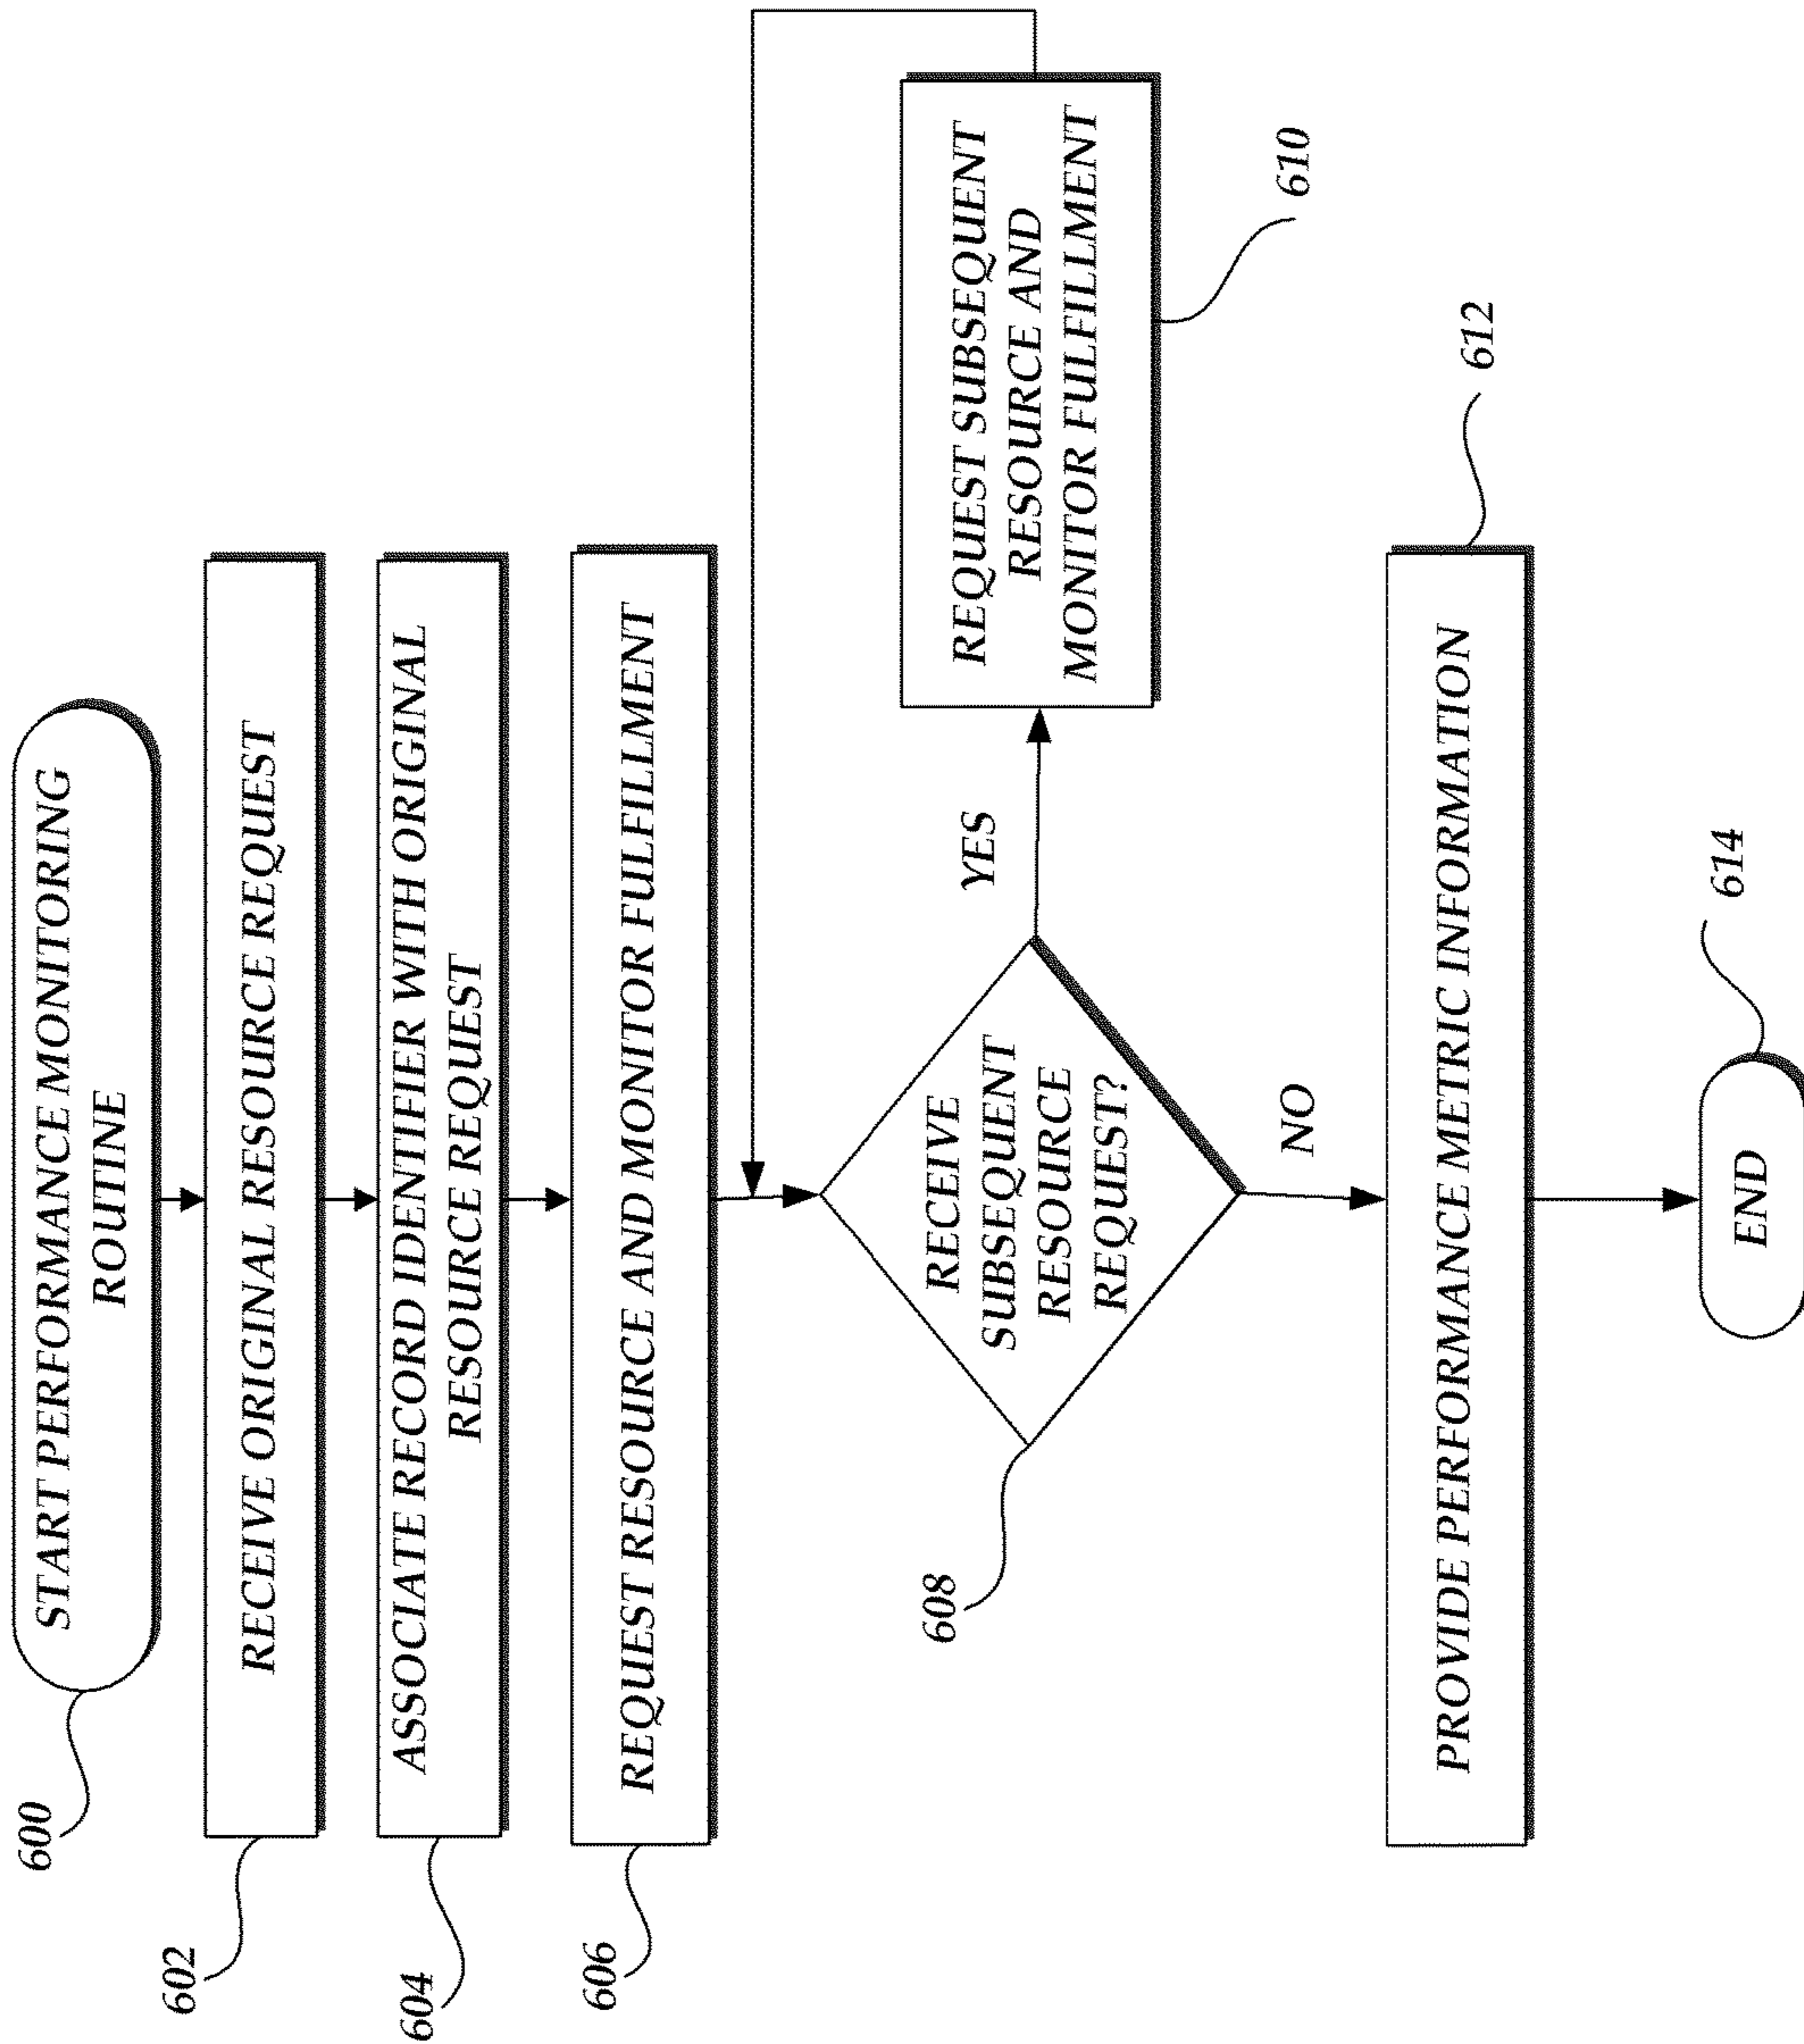 600
START PERFORMANCE MONITORING
ROUTINE
602
RECEIVE ORIGINAL RESOURCE REQUEST
604
ASSOCIATE RECORD IDENTIFIER WITH ORIGINAL
RESOURCE REQUEST
606
REQUEST RESOURCE AND MONITOR FULFILLMENT
608
RECEIVE
SUBSEQUENT
RESOURCE
REQUEST?
YES
REQUEST SUBSEQUENT
RESOURCE AND
MONITOR FULFILLMENT
610
NO
PROVIDE PERFORMANCE METRIC INFORMATION
612
END
614